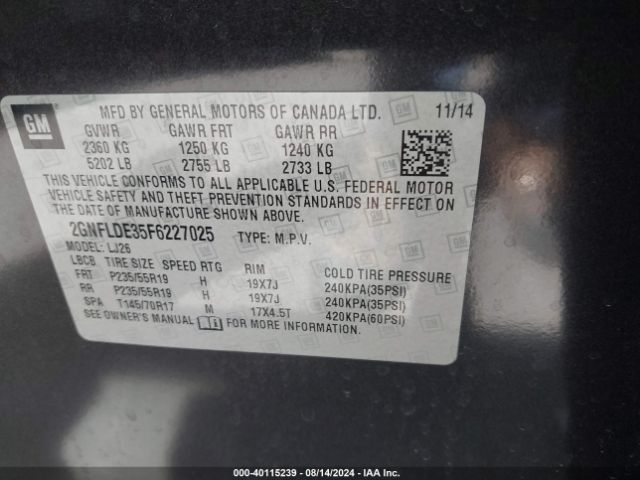 GM
MFD BY GENERAL MOTORS OF CANADA LTD. 11/14
GVWR GAWR FRT GAWR RR
2360 KG 1250 KG 1240 KG
5202 LB 2755 LB 2733 LB
THIS VEHICLE CONFORMS TO ALL APPLICABLE U.S. FEDERAL MOTOR
VEHICLE SAFETY AND THEFT PREVENTION STANDARDS IN EFFECT ON
THE DATE OF MANUFACTURE SHOWN ABOVE.
2GNFLDE35F6227025 TYPE: M.P.V.
MODEL: LJ26
LBCB TIRE SIZE SPEED RTG RIM COLD TIRE PRESSURE
FRT P235/55R19 H 19X7J 240KPA(35PSI)
RR P235/55R19 H 19X7J 240KPA(35PSI)
SPA T145/70R17 M 17X4.5T 420KPA(60PSI)
SEE OWNER'S MANUAL FOR MORE INFORMATION.
000-40115239 - 08/14/2024 - IAA Inc.